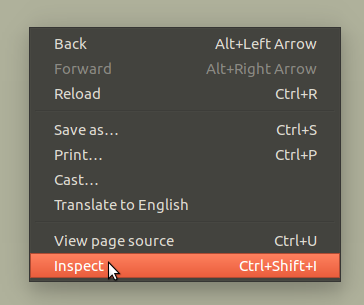 Back Alt+Left Arrow
Forward Alt+Right Arrow
Reload Ctrl+R
Save as... Ctrl+S
Print... Ctrl+P
Cast...
Translate to English
View page source Ctrl+U
Inspect Ctrl+Shift+I